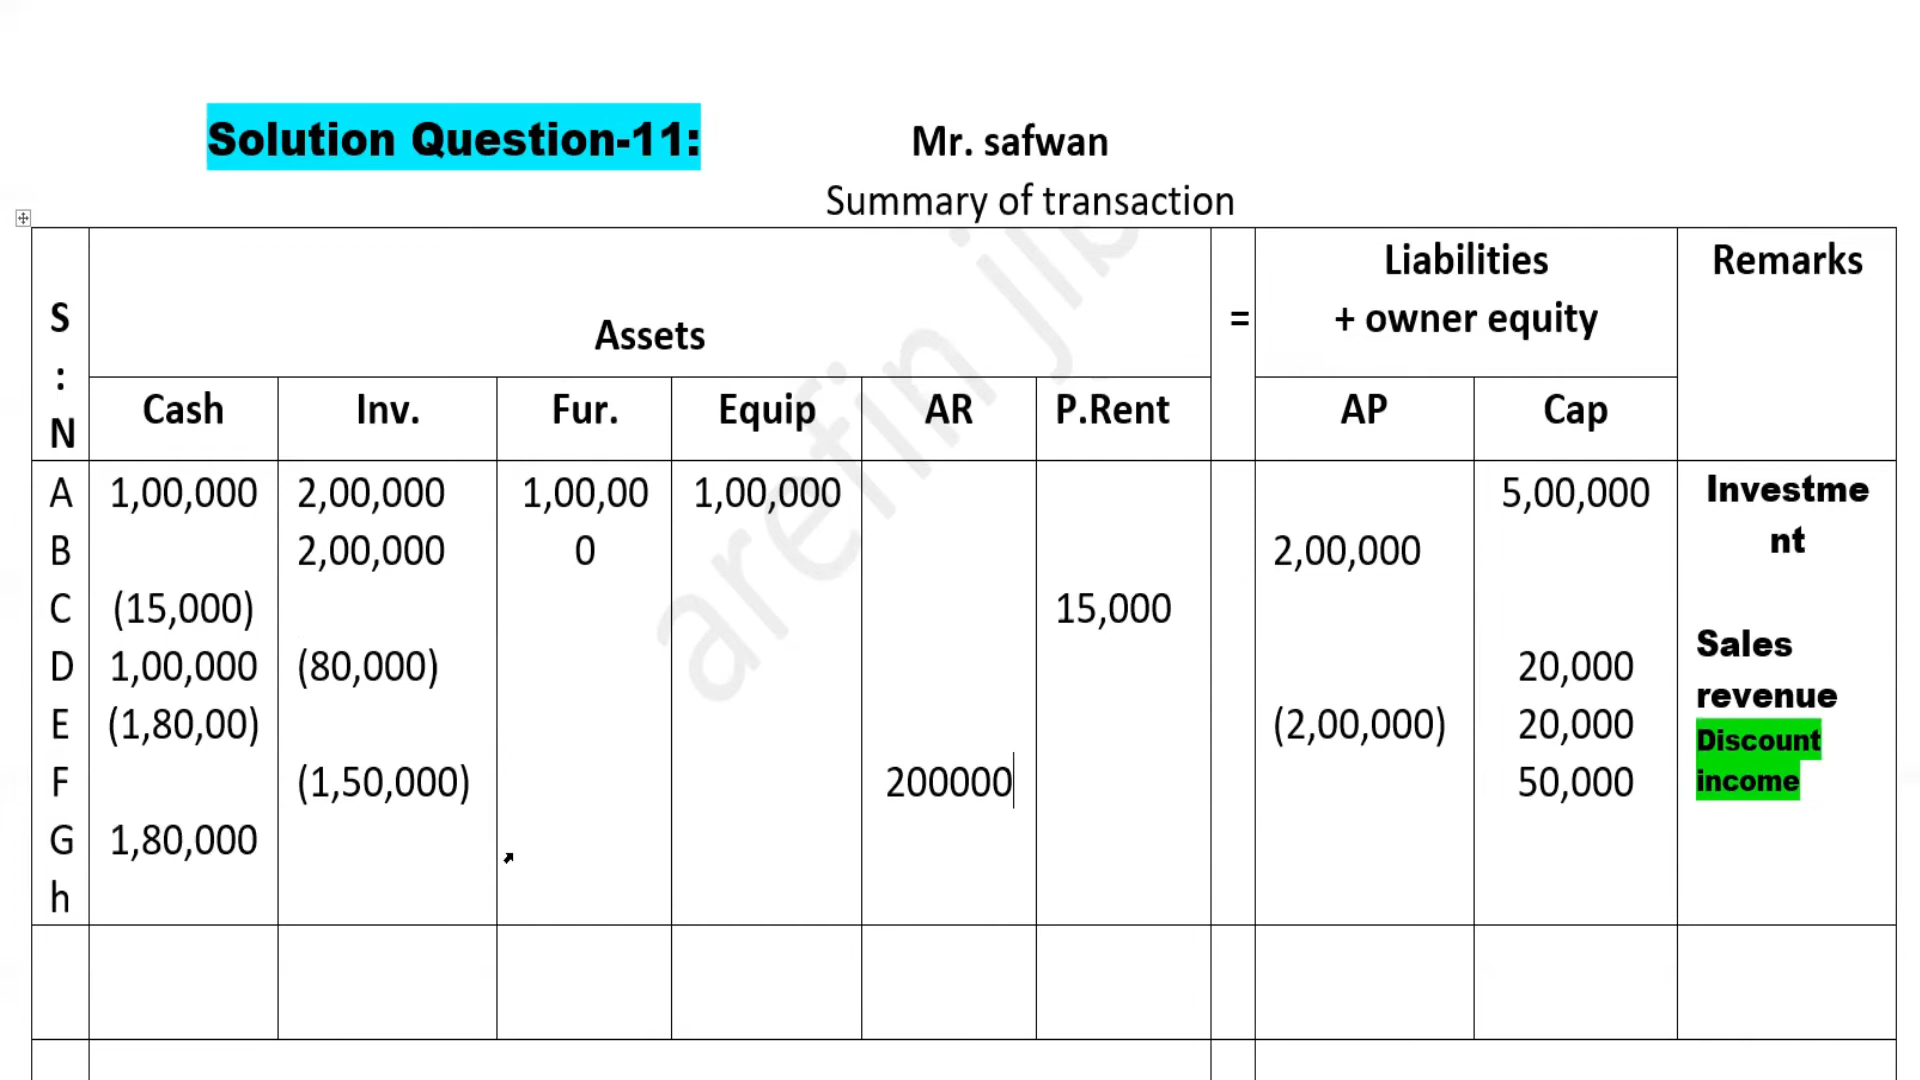 Solution Question-11: Mr. safwan
Summary of transaction
Liabilities Remarks
S = + owner equity
Assets
:
N Cash Inv. Fur. Equip AR P.Rent AP Cap
A 1,00,000 2,00,000 1,00,00 1,00,000 5,00,000 Investme
B 2,00,000 0 2,00,000 nt
C (15,000) 15,000
D 1,00,000 (80,000) 20,000 Sales
revenue
E (1,80,00) (2,00,000) 20,000 Discount
F (1,50,000) 200000 50,000 income
G 1,80,000
h
arefin jib